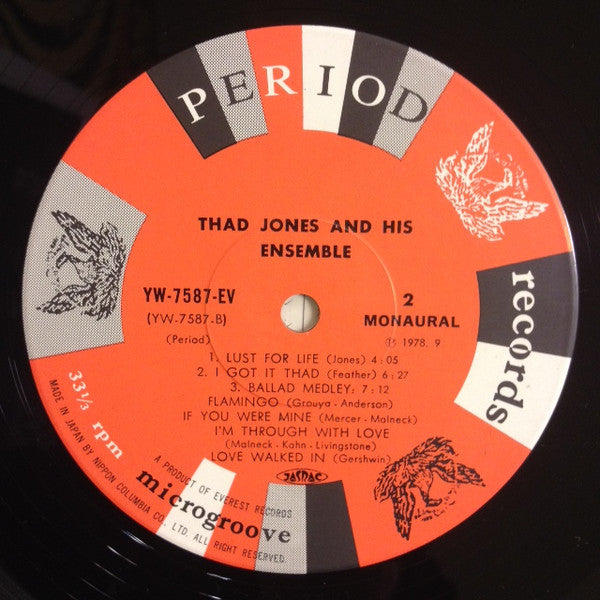 PERIOD
records
THAD JONES AND HIS
ENSEMBLE
YW-7587-EV
(YW-7587-B)
(Period)
2
MONAURAL
Ⓟ 1978. 9
1. LUST FOR LIFE (Jones) 4:05
2. I GOT IT THAD (Feather) 6:27
3. BALLAD MEDLEY: 7:12
FLAMINGO (Grouya - Anderson)
IF YOU WERE MINE (Mercer - Malneck)
I'M THROUGH WITH LOVE
(Malneck - Kahn - Livingstone)
LOVE WALKED IN (Gershwin)
JASRAC
33 1/3 rpm
A PRODUCT OF EVEREST RECORDS
microgroove
MADE IN JAPAN BY NIPPON COLUMBIA CO. LTD. ALL RIGHT RESERVED.